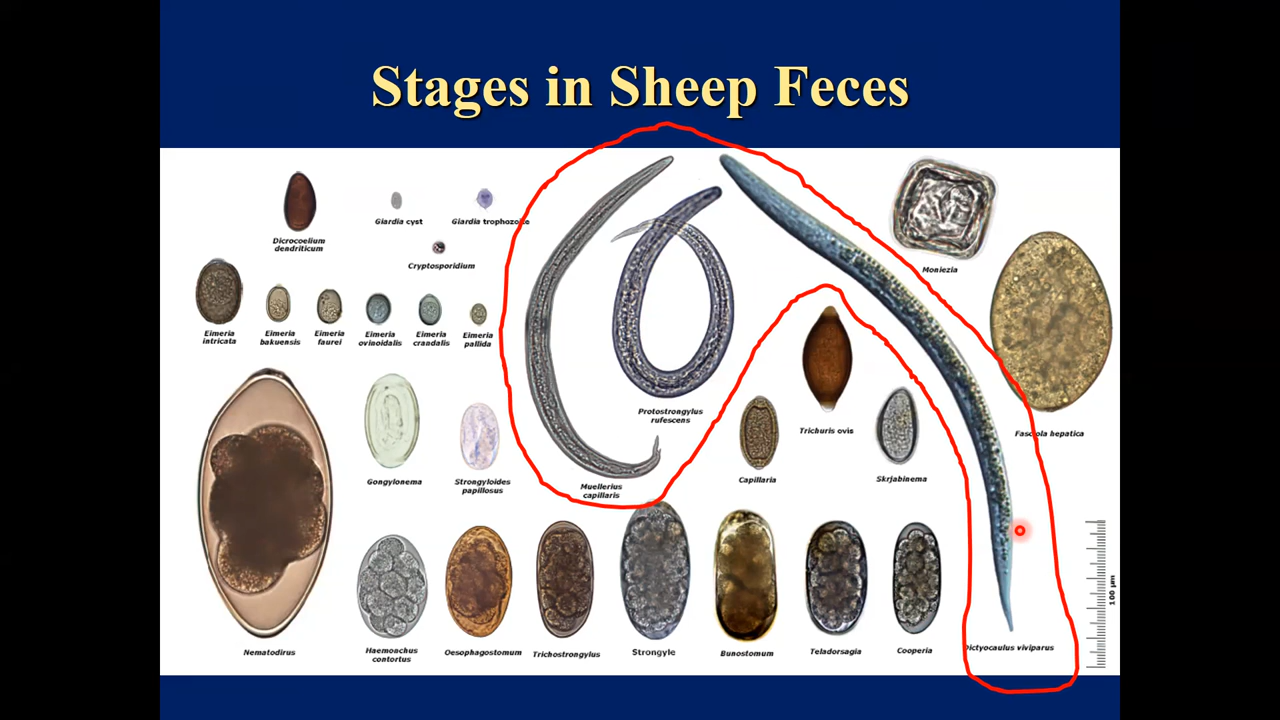 Stages in Sheep Feces
Dicrocoelium
dendriticum
Giardia cyst
Giardia trophozoite
Cryptosporidium
Moniezia
Eimeria
intricata
Eimeria
bakuensis
Eimeria
faurei
Eimeria
ovinoidalis
Eimeria
crandalis
Eimeria
pallida
Protostrongylus
rufescens
Trichuris ovis
Fasciola hepatica
Gongylonema
Strongyloides
papillosus
Muellerius
capillaris
Capillaria
Skrjabinema
100 µm
Nematodirus
Haemonchus
contortus
Oesophagostomum
Trichostrongylus
Strongyle
Bunostomum
Teladorsagia
Cooperia
Dictyocaulus viviparus